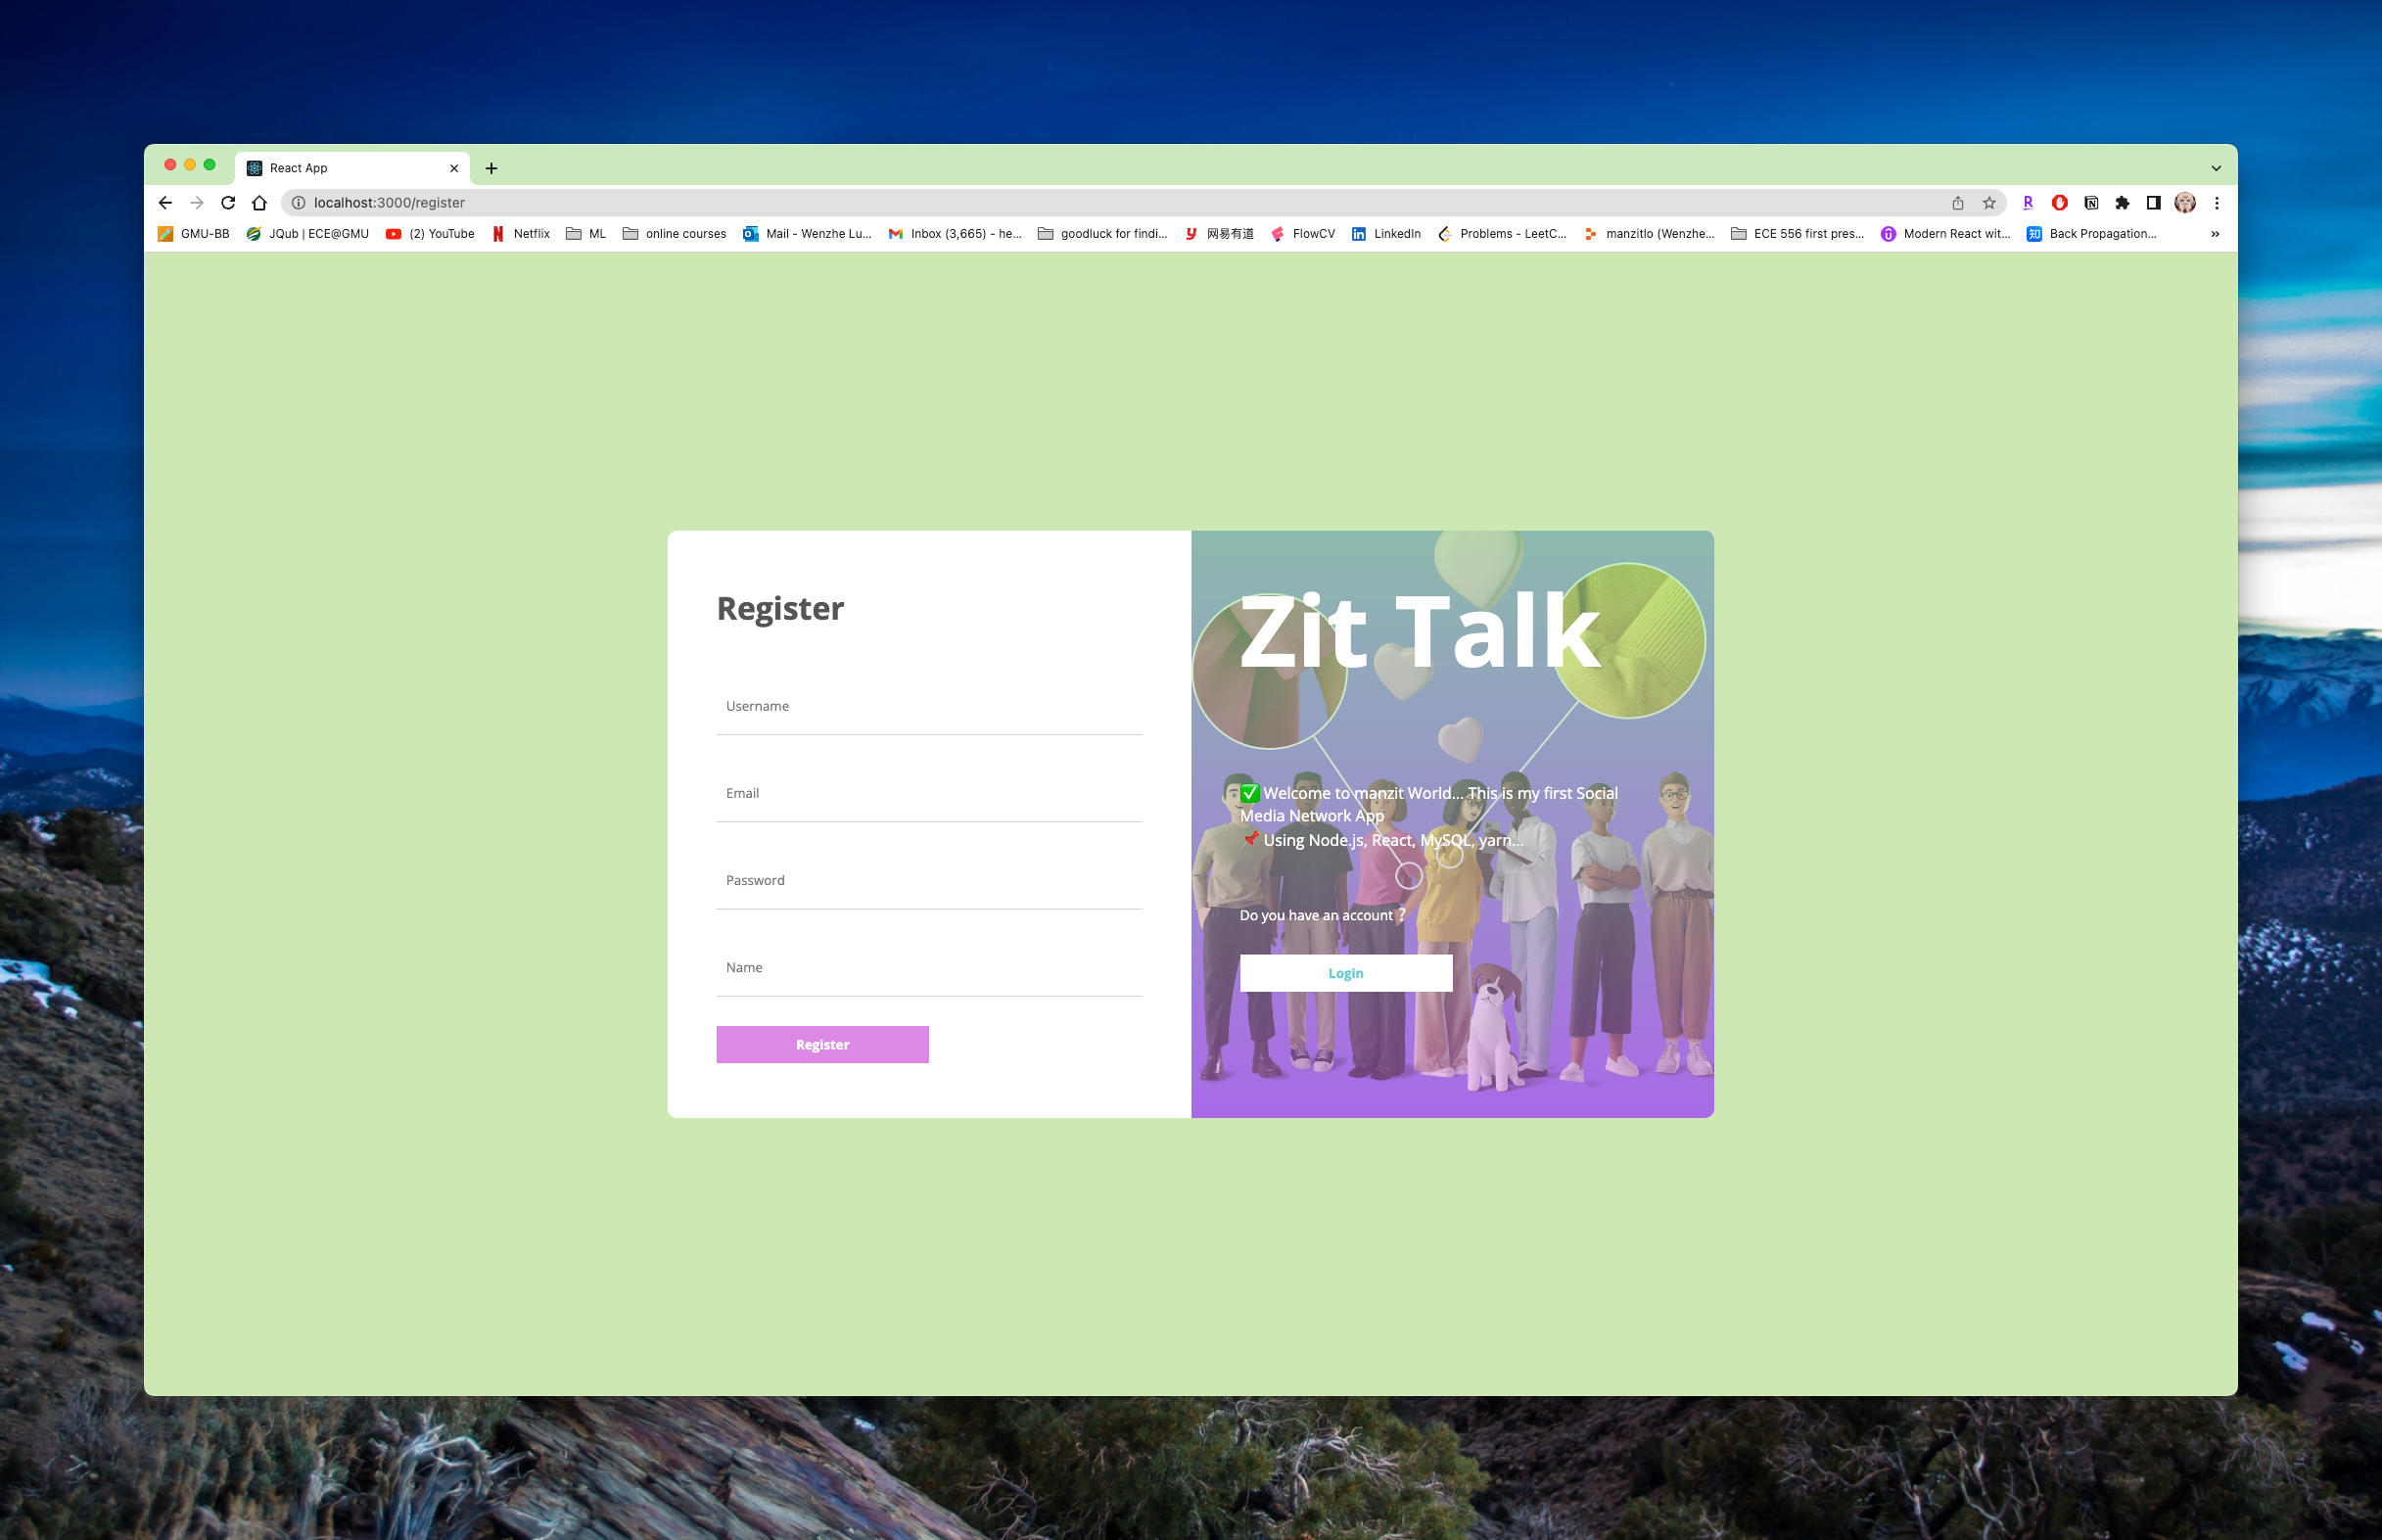 React App
localhost:3000/register
GMU-BB JQub | ECE@GMU (2) YouTube Netflix ML online courses Mail - Wenzhe Lu... Inbox (3,665) - he... goodluck for findi... 网易有道 FlowCV LinkedIn Problems - LeetC... manzitlo (Wenzhe... ECE 556 first pres... Modern React wit... Back Propagation... »
Register
Username
Email
Password
Name
Register
Zit Talk
✅ Welcome to manzit World... This is my first Social
Media Network App
📌 Using Node.js, React, MySQL, yarn...
Do you have an account❔
Login